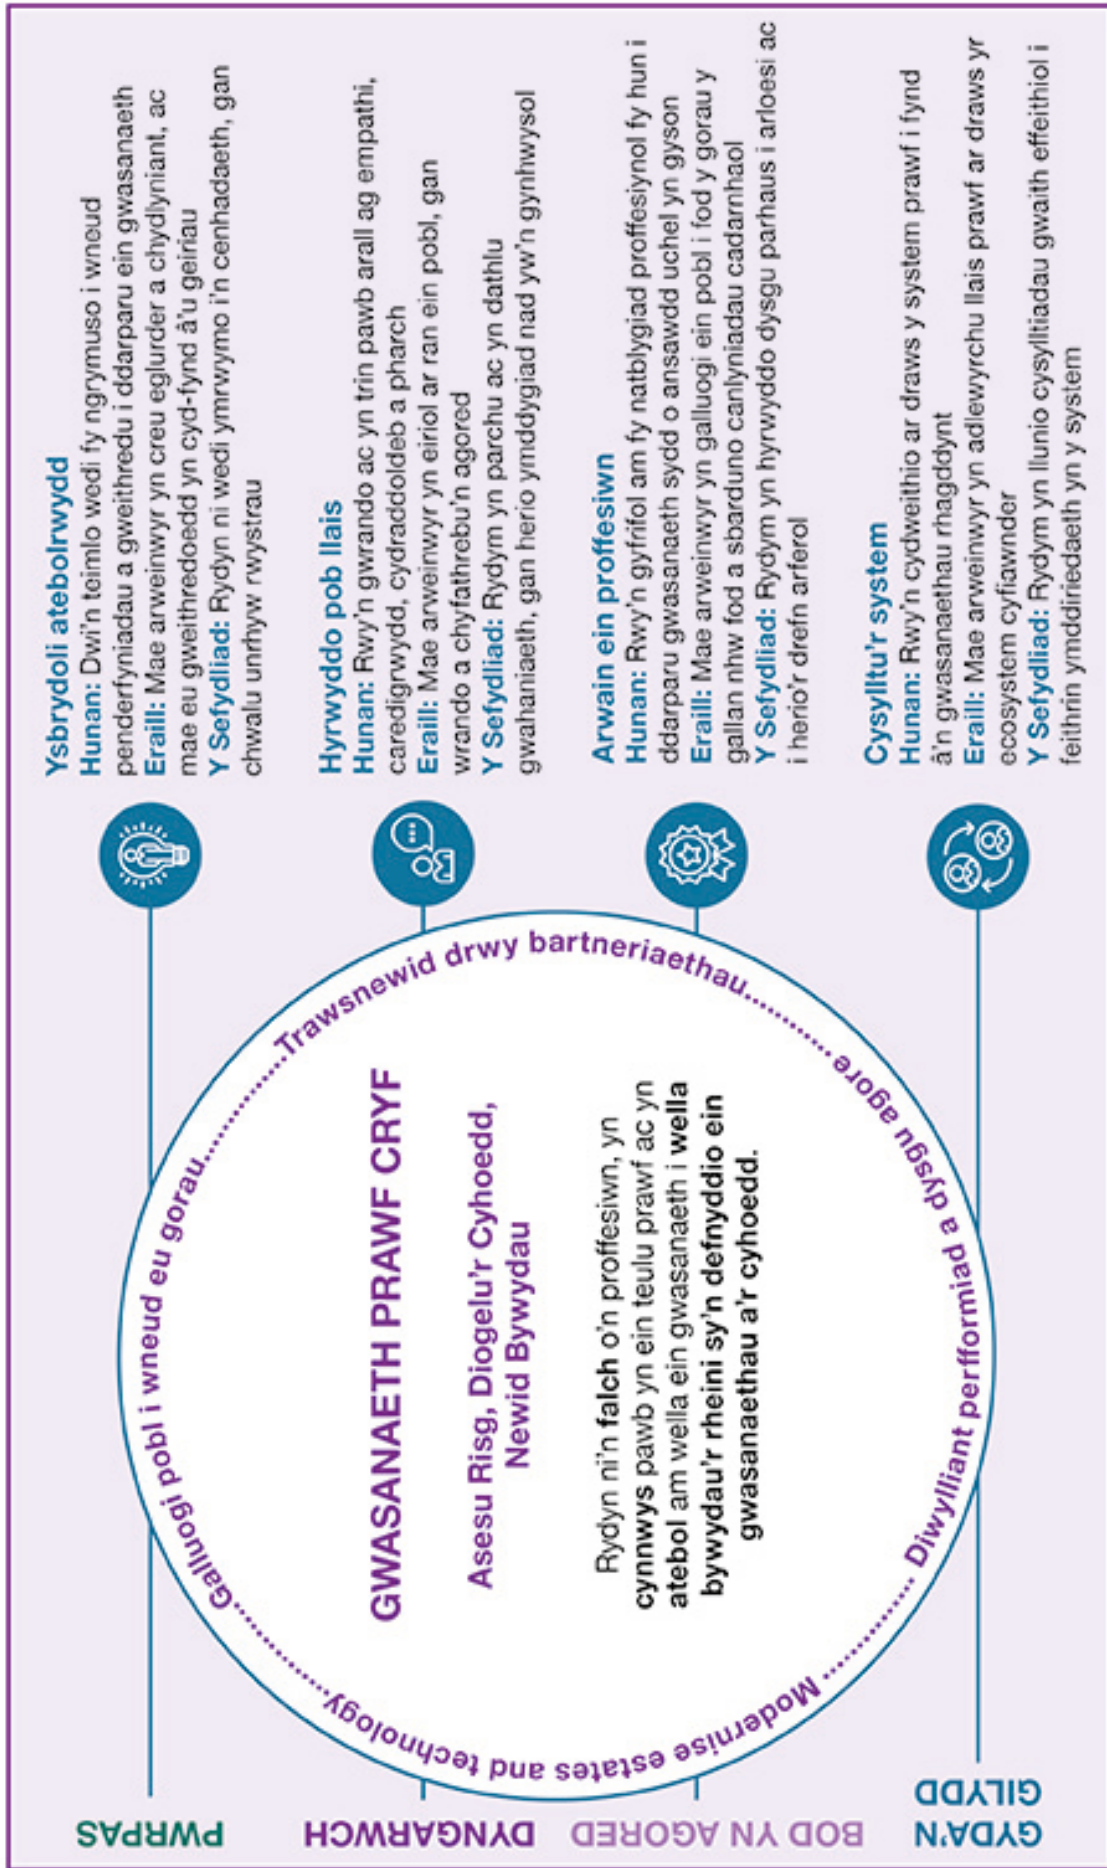 PWRPAS
DYNGARWCH
BOD YN AGORED
GYDA'N
GILYDD
Galluogi pobl i wneud eu gorau..............
Trawsnewid drwy bartneriaethau............
Diwylliant perfformiad a dysgu agore ............
Modernise estates and technology............
GWASANAETH PRAWF CRYF
Asesu Risg, Diogelu'r Cyhoedd,
Newid Bywydau
Rydyn ni'n falch o'n proffesiwn, yn
cynnwys pawb yn ein teulu prawf ac yn
atebol am wella ein gwasanaeth i wella
bywydau'r rheini sy'n defnyddio ein
gwasanaethau a'r cyhoedd.
Ysbrydoli atebolrwydd
Hunan: Dwi'n teimlo wedi fy ngrymuso i wneud
penderfyniadau a gweithredu i ddarparu ein gwasanaeth
Eraill: Mae arweinwyr yn creu eglurder a chydlyniant, ac
mae eu gweithredoedd yn cyd-fynd â'u geiriau
Y Sefydliad: Rydyn ni wedi ymrwymo i'n cenhadaeth, gan
chwalu unrhyw rwystrau
Hyrwyddo pob llais
Hunan: Rwy'n gwrando ac yn trin pawb arall ag empathi,
caredigrwydd, cydraddoldeb a pharch
Eraill: Mae arweinwyr yn eiriol ar ran ein pobl, gan
wrando a chyfathrebu'n agored
Y Sefydliad: Rydym yn parchu ac yn dathlu
gwahaniaeth, gan herio ymddygiad nad yw'n gynhwysol
Arwain ein proffesiwn
Hunan: Rwy'n gyfrifol am fy natblygiad proffesiynol fy hun i
ddarparu gwasanaeth sydd o ansawdd uchel yn gyson
Eraill: Mae arweinwyr yn galluogi ein pobl i fod y gorau y
gallan nhw fod a sbarduno canlyniadau cadarnhaol
Y Sefydliad: Rydym yn hyrwyddo dysgu parhaus i arloesi ac
i herio'r drefn arferol
Cysylltu'r system
Hunan: Rwy'n cydweithio ar draws y system prawf i fynd
â'n gwasanaethau rhagddynt
Eraill: Mae arweinwyr yn adlewyrchu llais prawf ar draws yr
ecosystem cyfiawnder
Y Sefydliad: Rydym yn llunio cysylltiadau gwaith effeithiol i
feithrin ymddiriedaeth yn y system